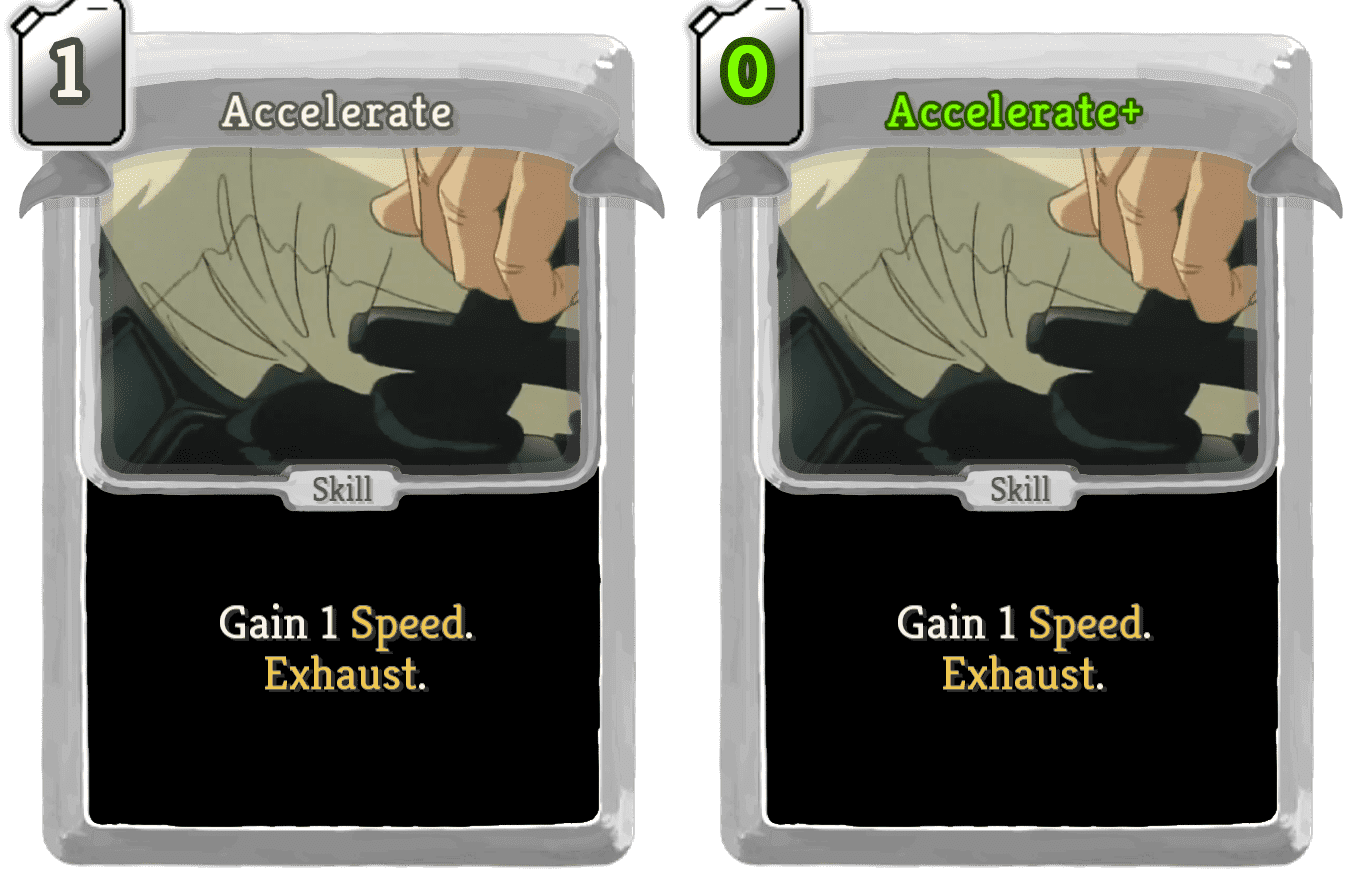 1
Accelerate
Skill
Gain 1 Speed.
Exhaust.
0
Accelerate+
Skill
Gain 1 Speed.
Exhaust.